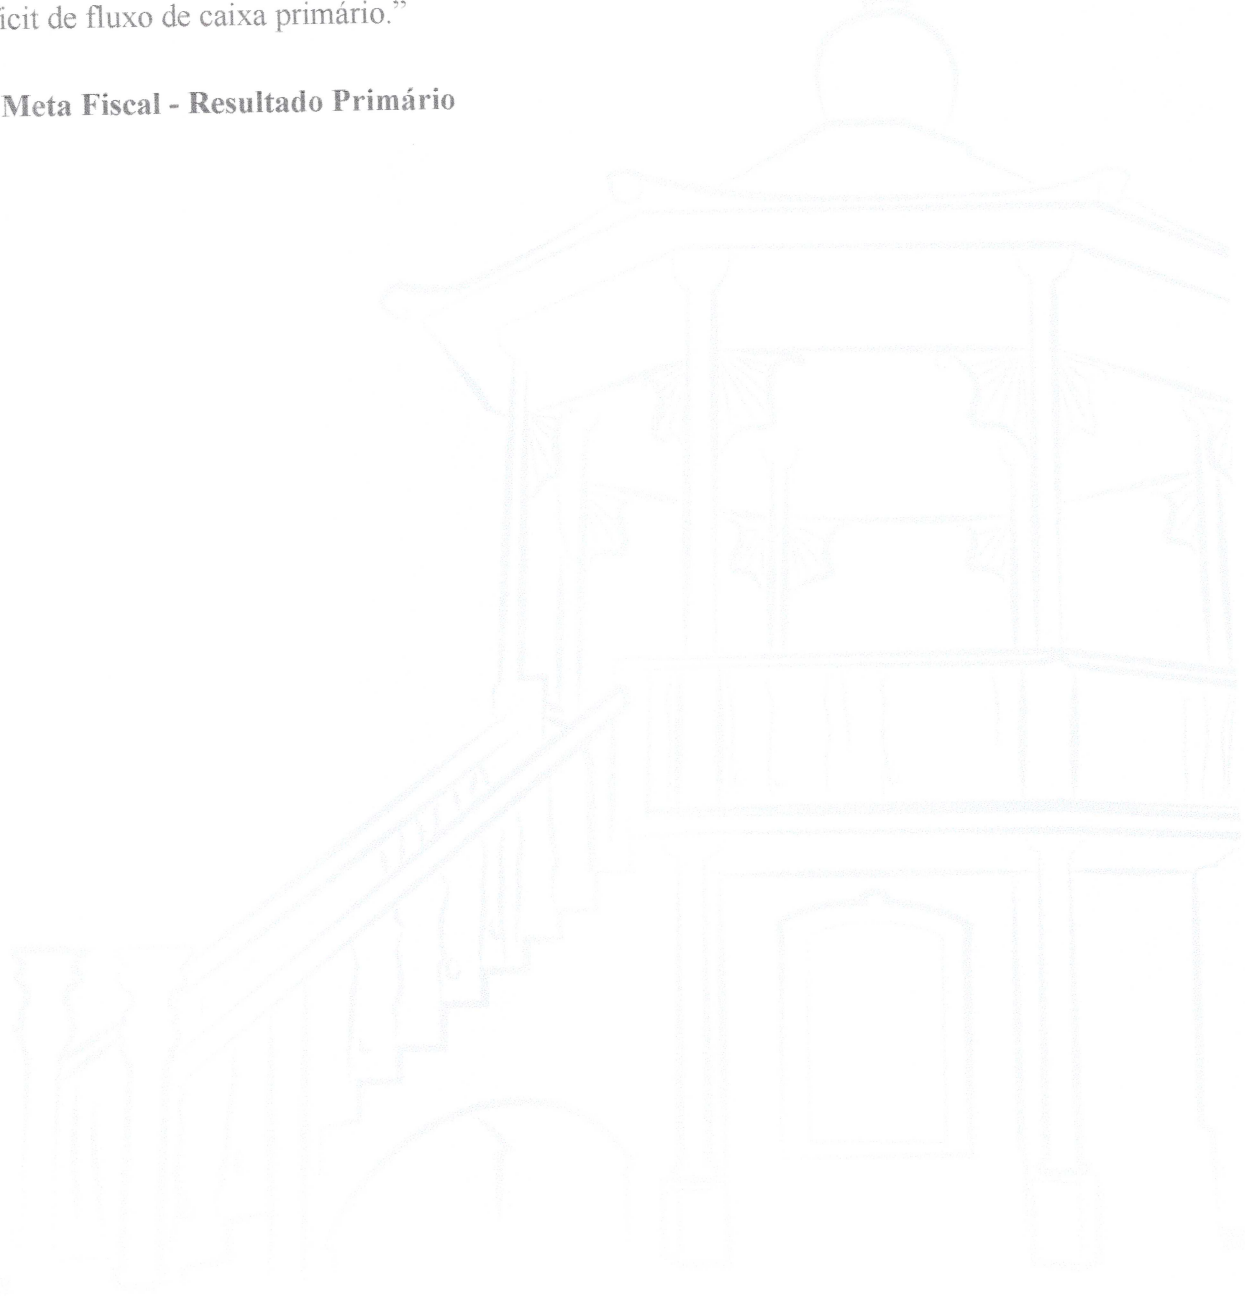 icit de fluxo de caixa primário.”
Meta Fiscal - Resultado Primário